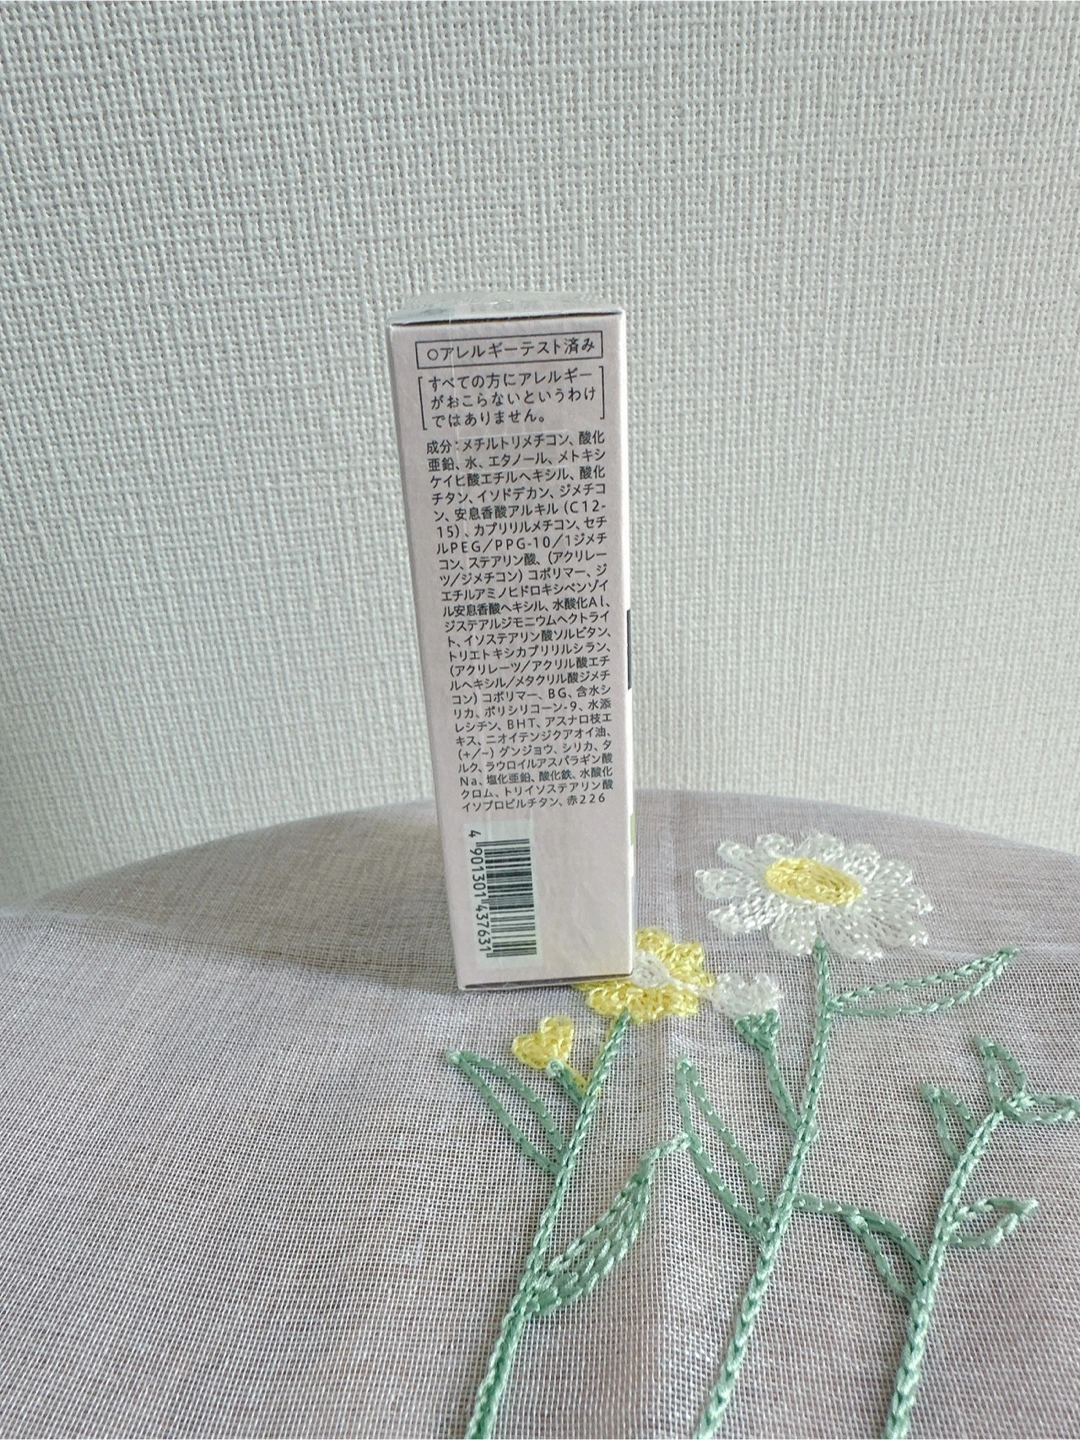 ○アレルギーテスト済み
すべての方にアレルギー
がおこらないというわけ
ではありません。
成分：メチルトリメチコン、酸化
亜鉛、水、エタノール、メトキシ
ケイヒ酸エチルヘキシル、酸化
チタン、イソドデカン、ジメチコ
ン、安息香酸アルキル（C12-
15）、カプリリルメチコン、セチ
ルPEG／PPG-10／1ジメチ
コン、ステアリン酸、（アクリレー
ツ／ジメチコン）コポリマー、ジ
エチルアミノヒドロキシベンゾイ
ル安息香酸ヘキシル、水酸化Al、
ジステアルジモニウムヘクトライ
ト、イソステアリン酸ソルビタン、
トリエトキシカプリリルシラン、
（アクリレーツ／アクリル酸エチ
ルヘキシル／メタクリル酸ジメチ
コン）コポリマー、BG、含水シ
リカ、ポリシリコーン-9、水添
レシチン、BHT、アスナロ枝エ
キス、ニオイテンジクアオイ油、
（+／-）グンジョウ、シリカ、タ
ルク、ラウロイルアスパラギン酸
Na、塩化亜鉛、酸化鉄、水酸化
クロム、トリイソステアリン酸
イソプロピルチタン、赤226
4 901301 437631